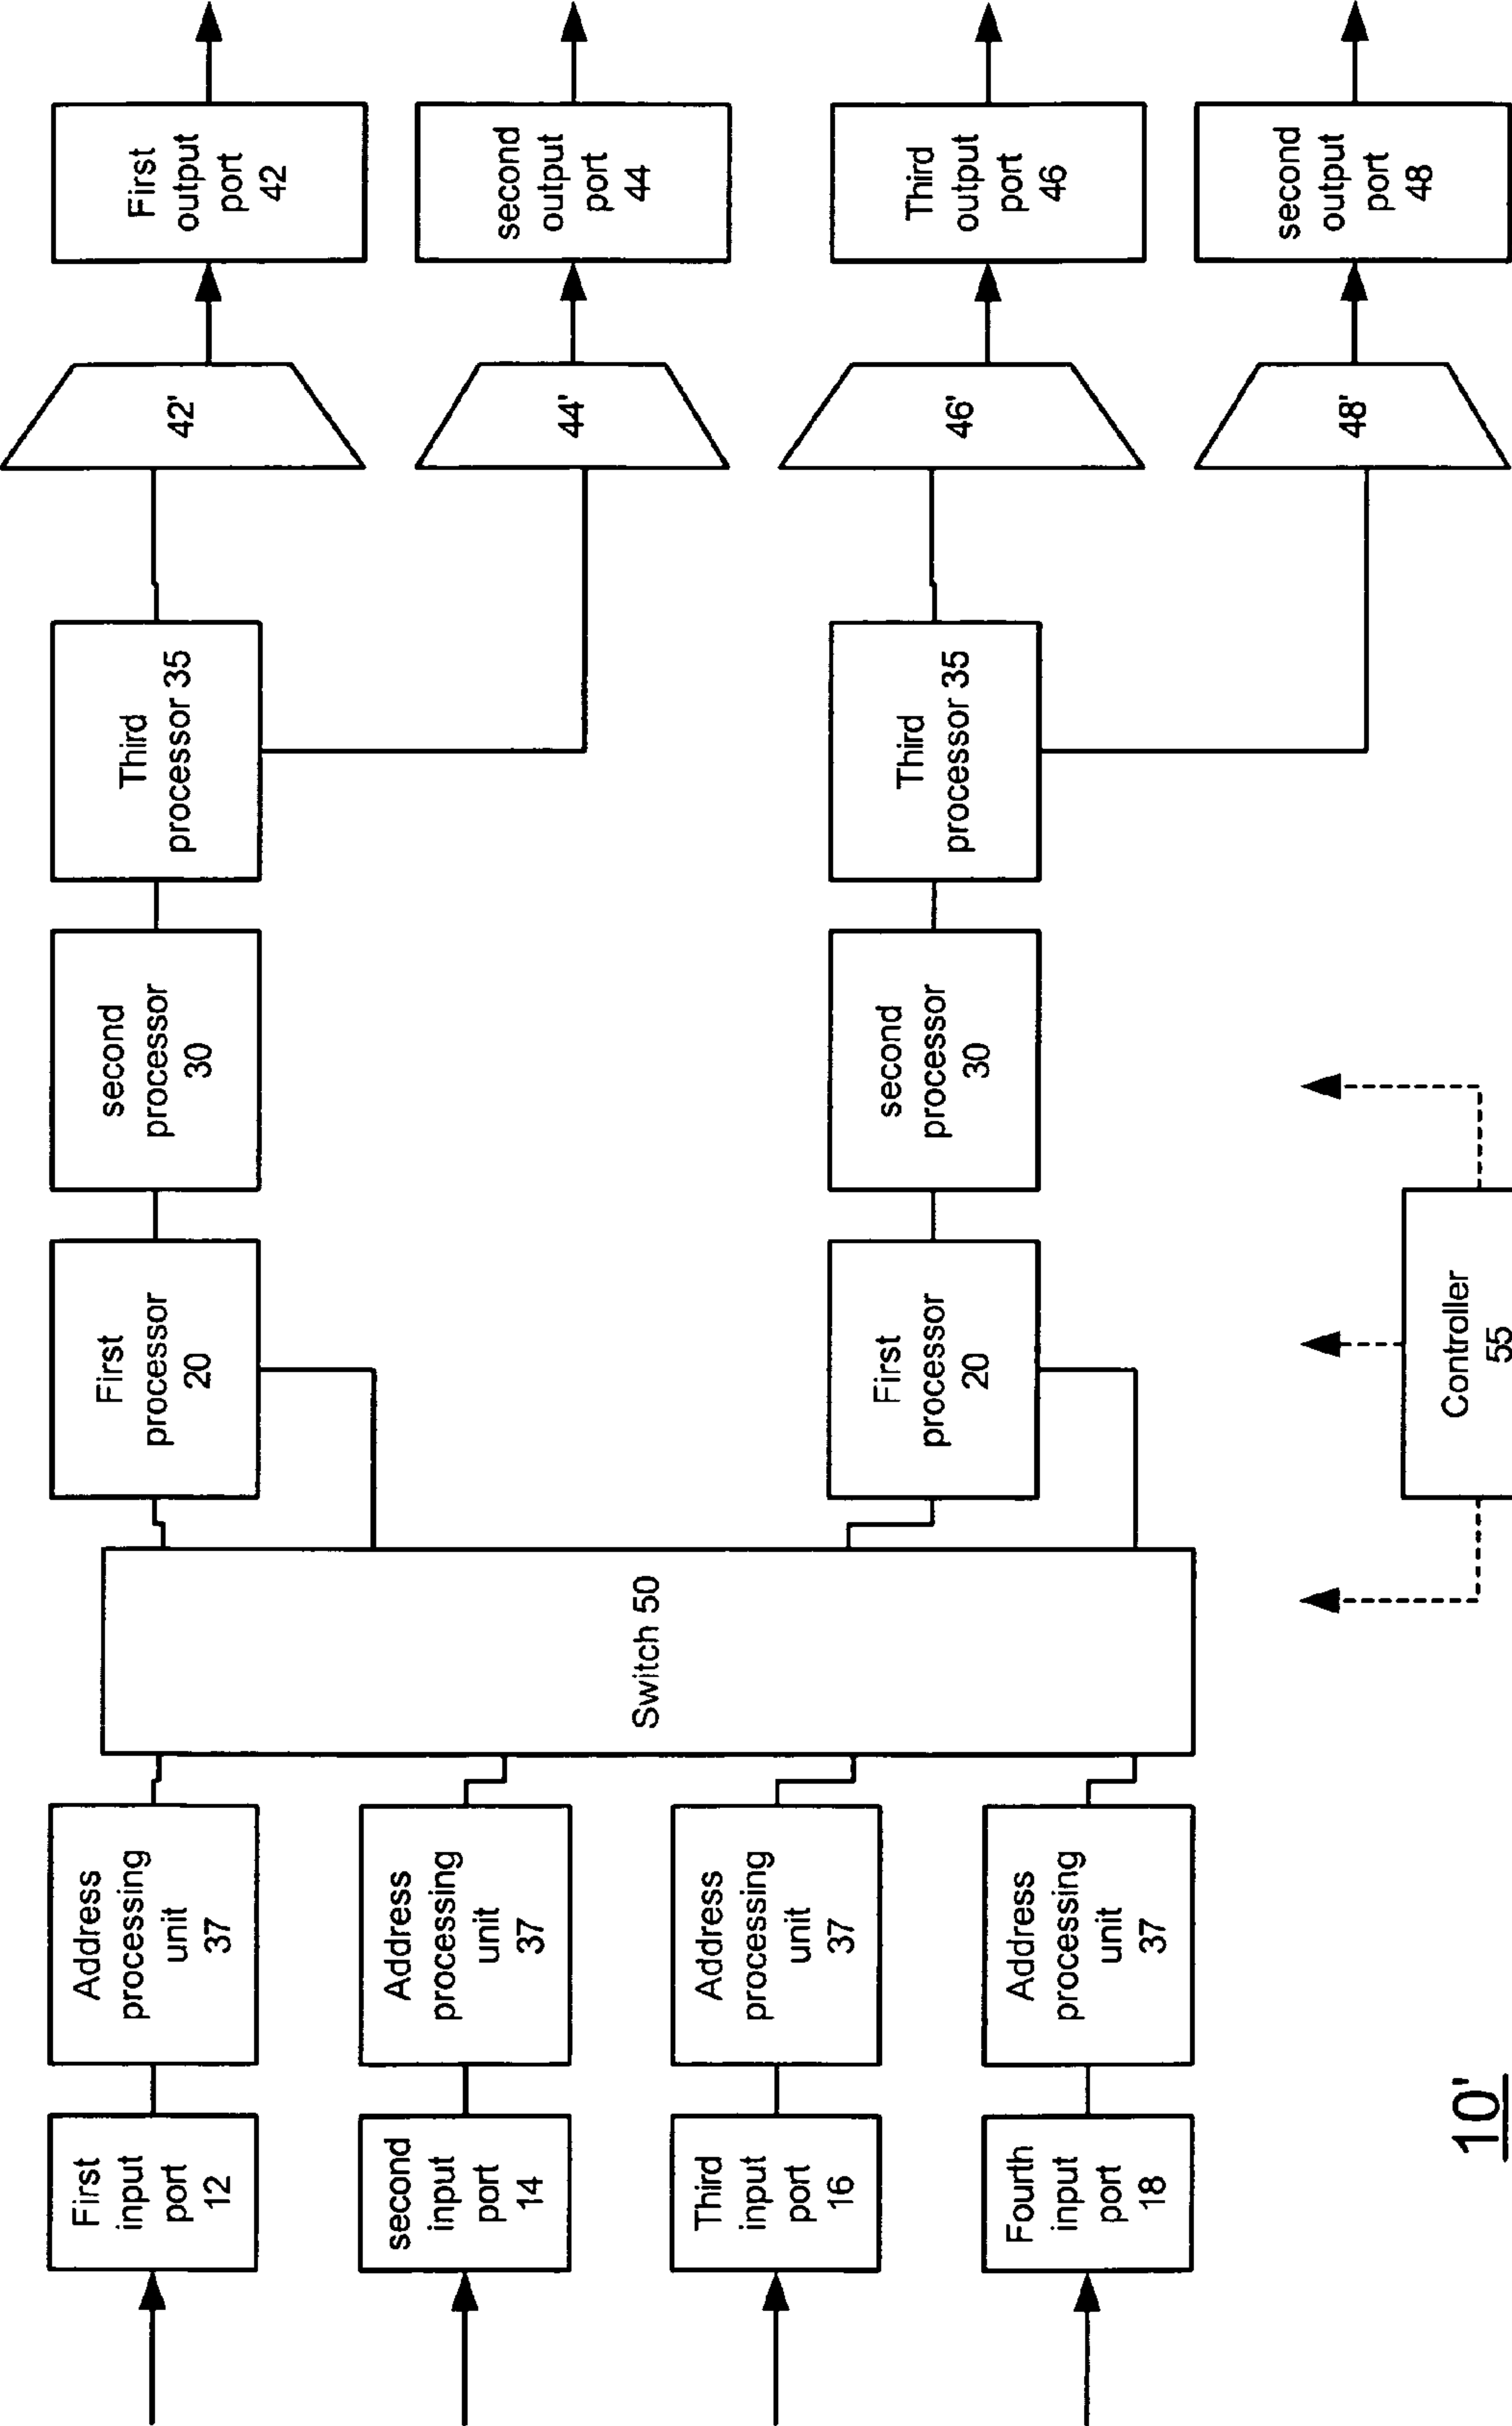 First
input
port
12
Address
processing
unit
37
second
input
port
14
Address
processing
unit
37
Third
input
port
16
Address
processing
unit
37
Fourth
input
port
18
Address
processing
unit
37
Switch 50
First
processor
20
second
processor
30
Third
processor 35
42'
First
output
port
42
44'
second
output
port
44
First
processor
20
second
processor
30
Third
processor 35
46'
Third
output
port
46
48'
second
output
port
48
Controller
55
10'